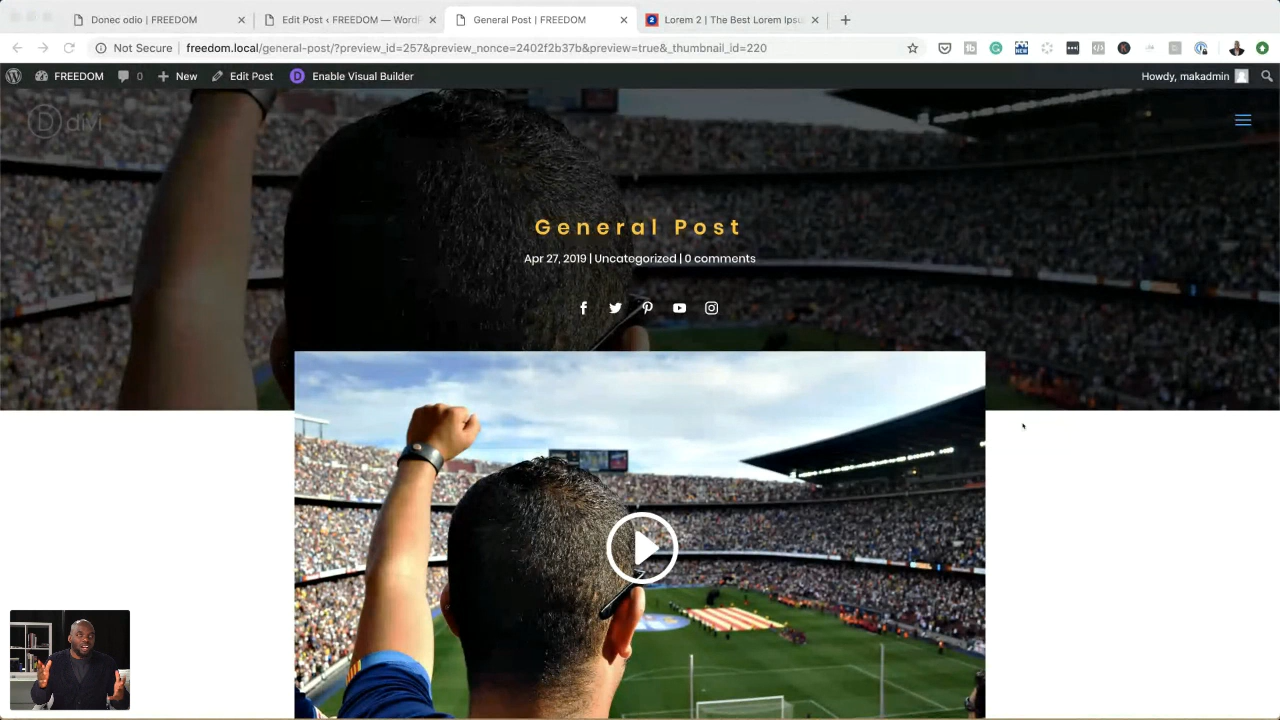 Donec odio | FREEDOM
Edit Post ‹ FREEDOM — WordP
General Post | FREEDOM
Lorem 2 | The Best Lorem Ipsu
Not Secure
freedom.local/general-post/?preview_id=257&preview_nonce=2402f2b37b&preview=true&_thumbnail_id=220
FREEDOM
0
New
Edit Post
D
Enable Visual Builder
Howdy, makadmin
D divi
General Post
Apr 27, 2019 | Uncategorized | 0 comments